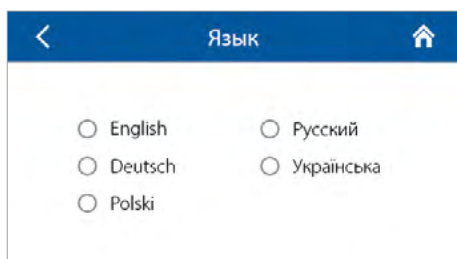 Язык
English
Русский
Deutsch
Українська
Polski